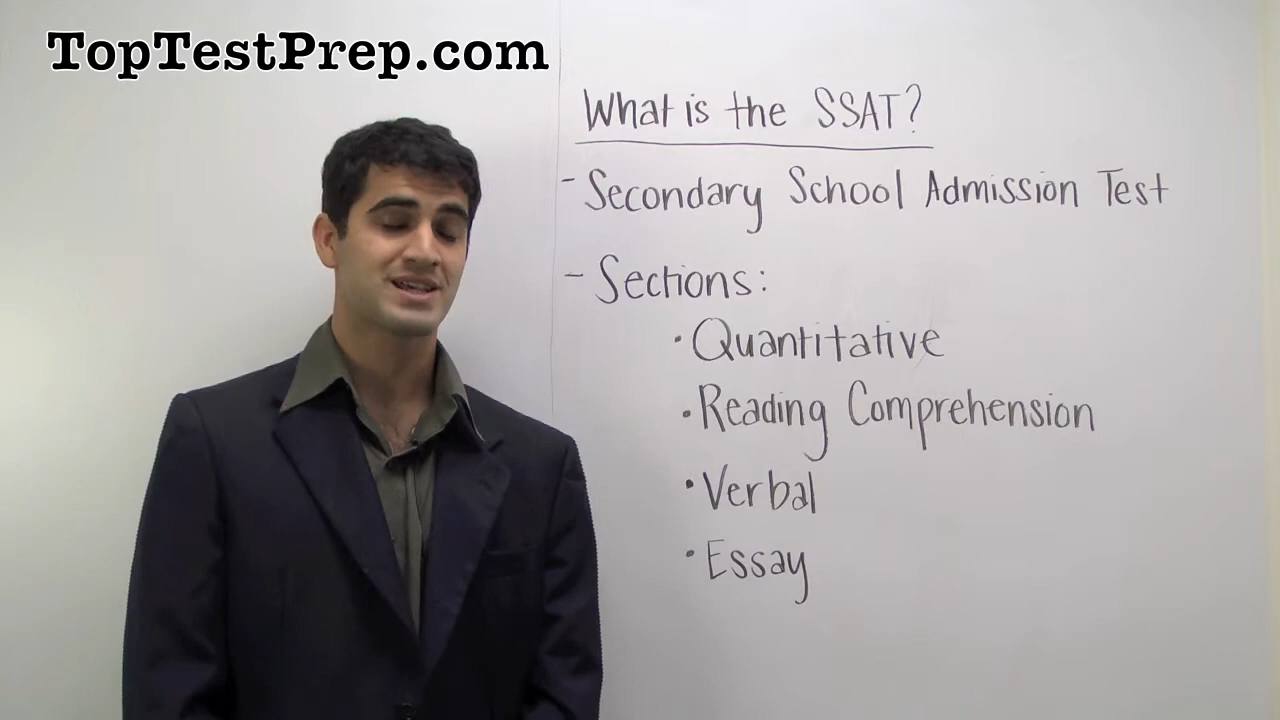 TopTestPrep.com
What is the SSAT?
- Secondary School Admission Test
- Sections:
• Quantitative
• Reading Comprehension
• Verbal
• Essay